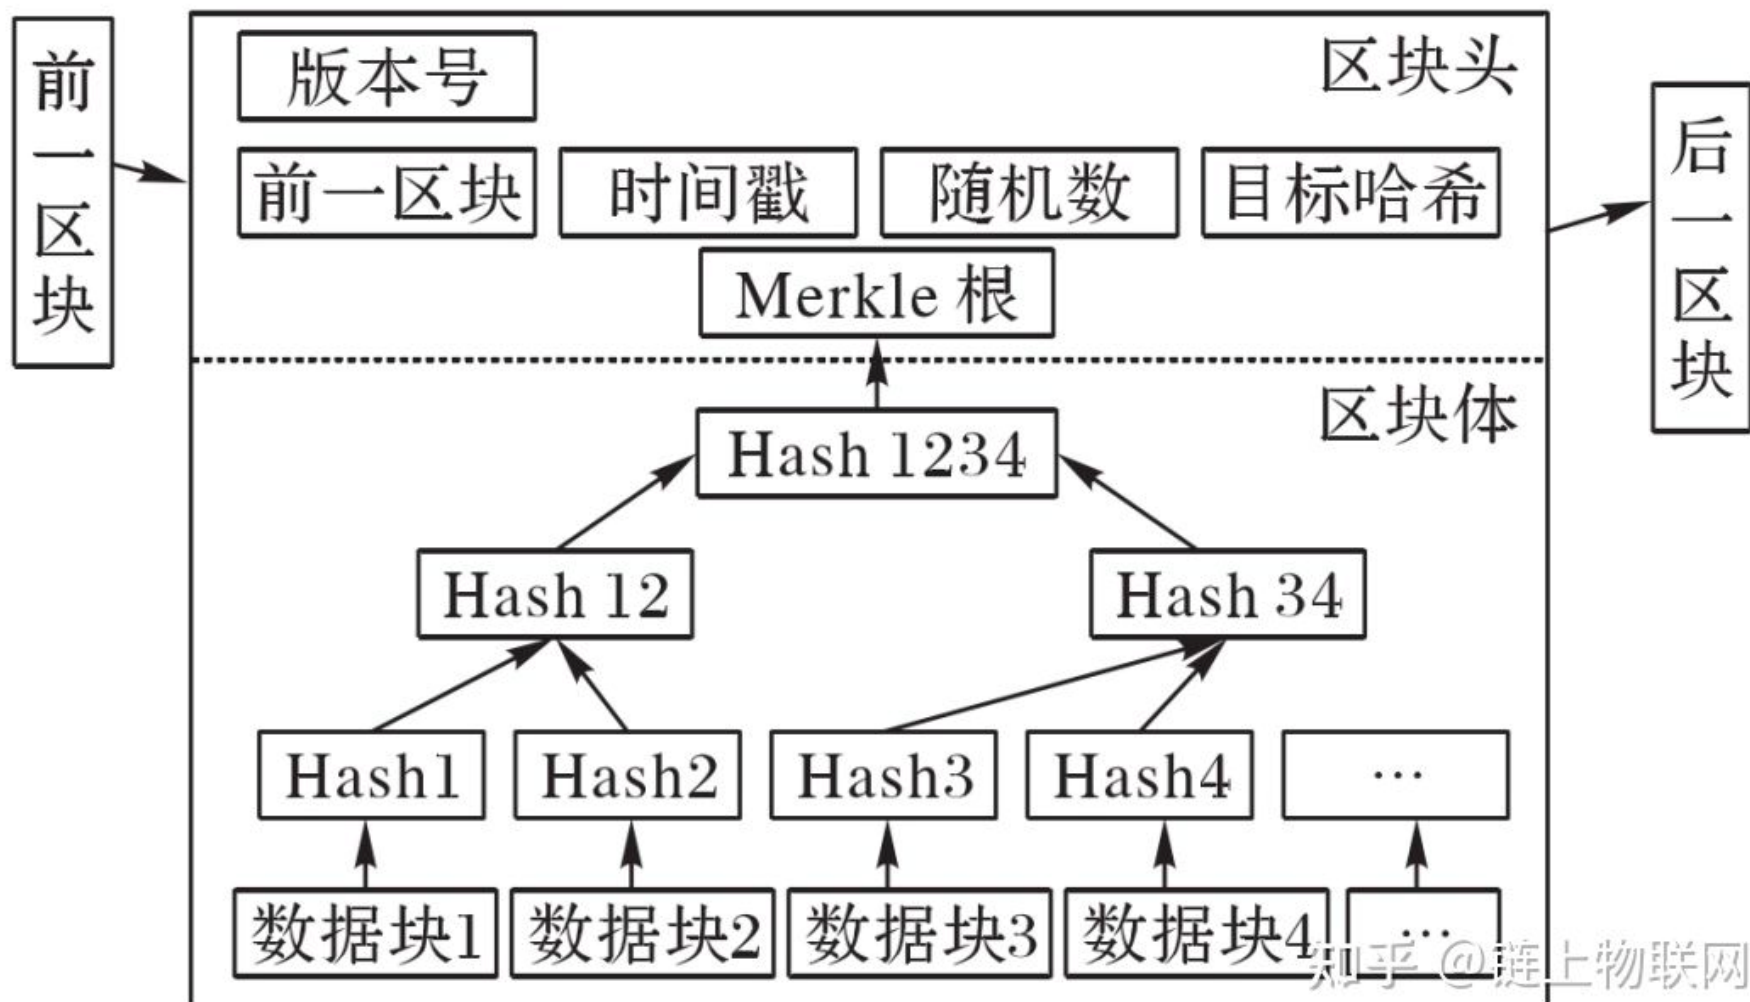 前一区块
版本号
区块头
前一区块 时间戳 随机数 目标哈希
Merkle 根
后一区块
区块体
Hash 1234
Hash 12 Hash 34
Hash1 Hash2 Hash3 Hash4 …
数据块1 数据块2 数据块3 数据块4 …
知乎 @链上物联网